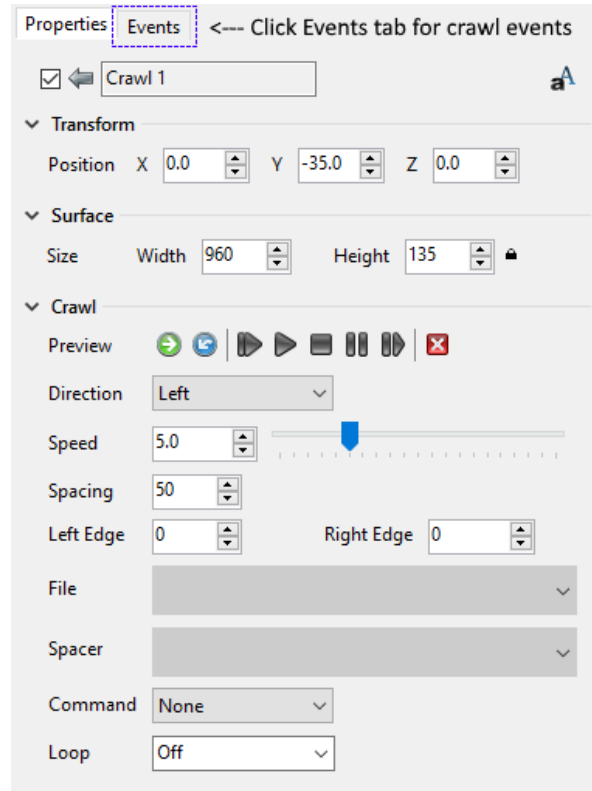 Properties Events <--- Click Events tab for crawl events
Crawl 1 aA
Transform
Position X 0.0 Y -35.0 Z 0.0
Surface
Size Width 960 Height 135
Crawl
Preview
Direction Left
Speed 5.0
Spacing 50
Left Edge 0 Right Edge 0
File
Spacer
Command None
Loop Off